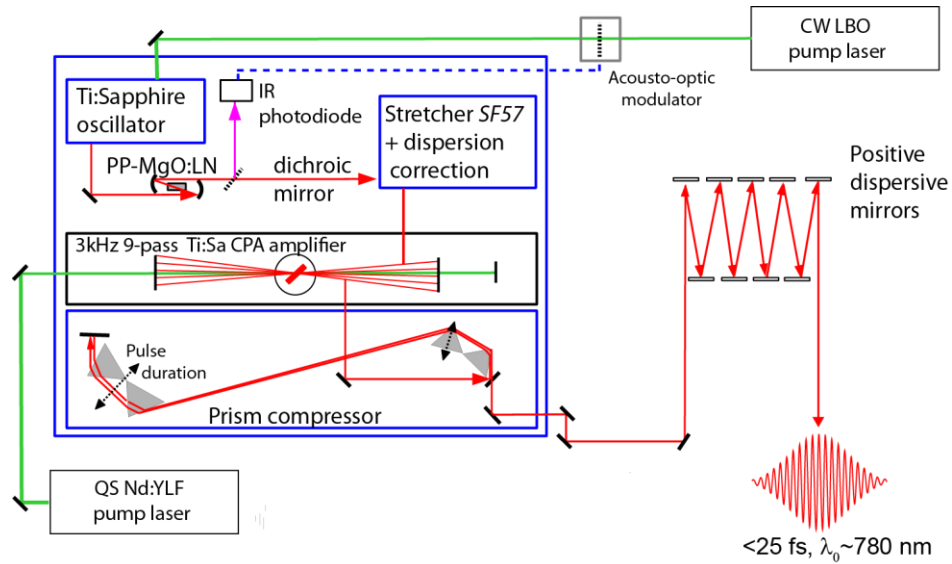 CW LBO
pump laser
Acousto-optic
modulator
Ti:Sapphire
oscillator
IR
photodiode
Stretcher SF57
+ dispersion
correction
PP-MgO:LN
dichroic
mirror
Positive
dispersive
mirrors
3kHz 9-pass Ti:Sa CPA amplifier
Pulse
duration
Prism compressor
QS Nd:YLF
pump laser
<25 fs, λ₀~780 nm